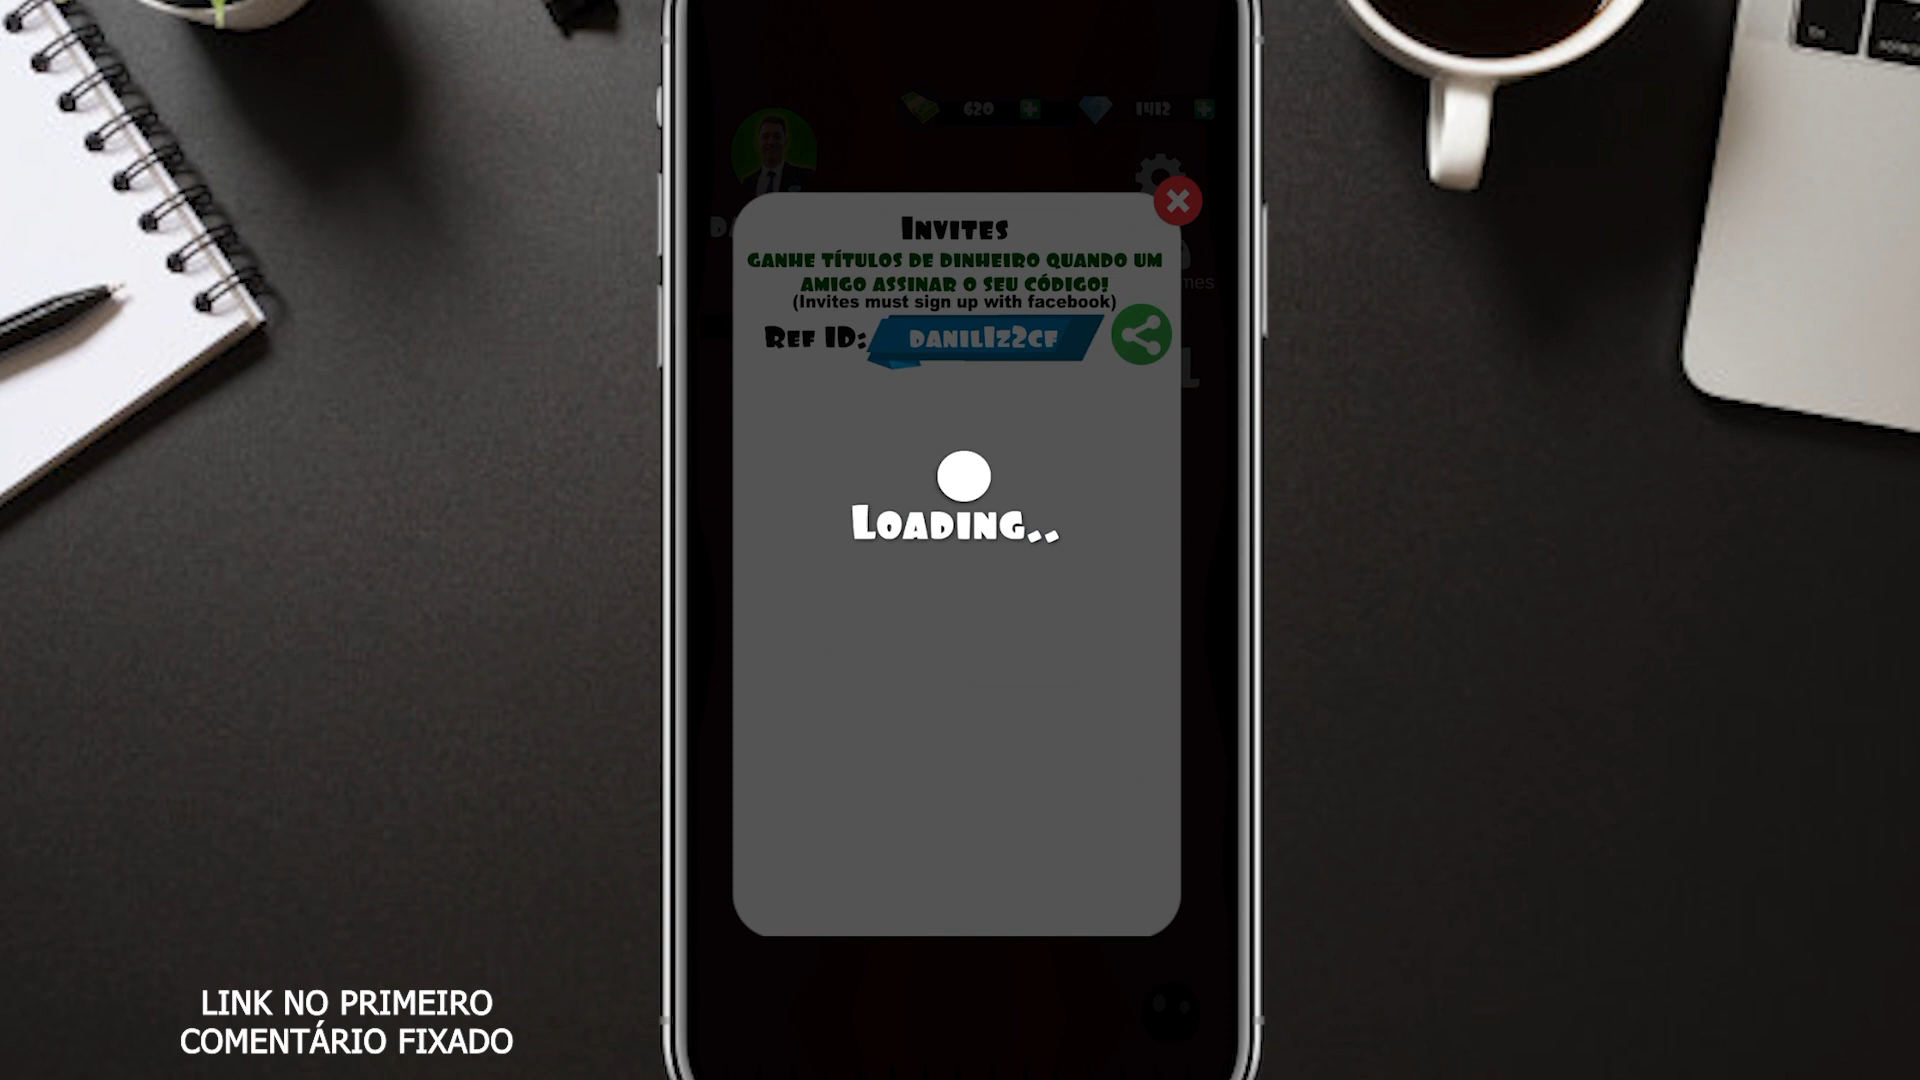 620
1412
Invites
GANHE TÍTULOS DE DINHEIRO QUANDO UM
AMIGO ASSINAR O SEU CÓDIGO!
(Invites must sign up with facebook)
Ref ID:
danilIz2cf
Loading..
LINK NO PRIMEIRO
COMENTÁRIO FIXADO